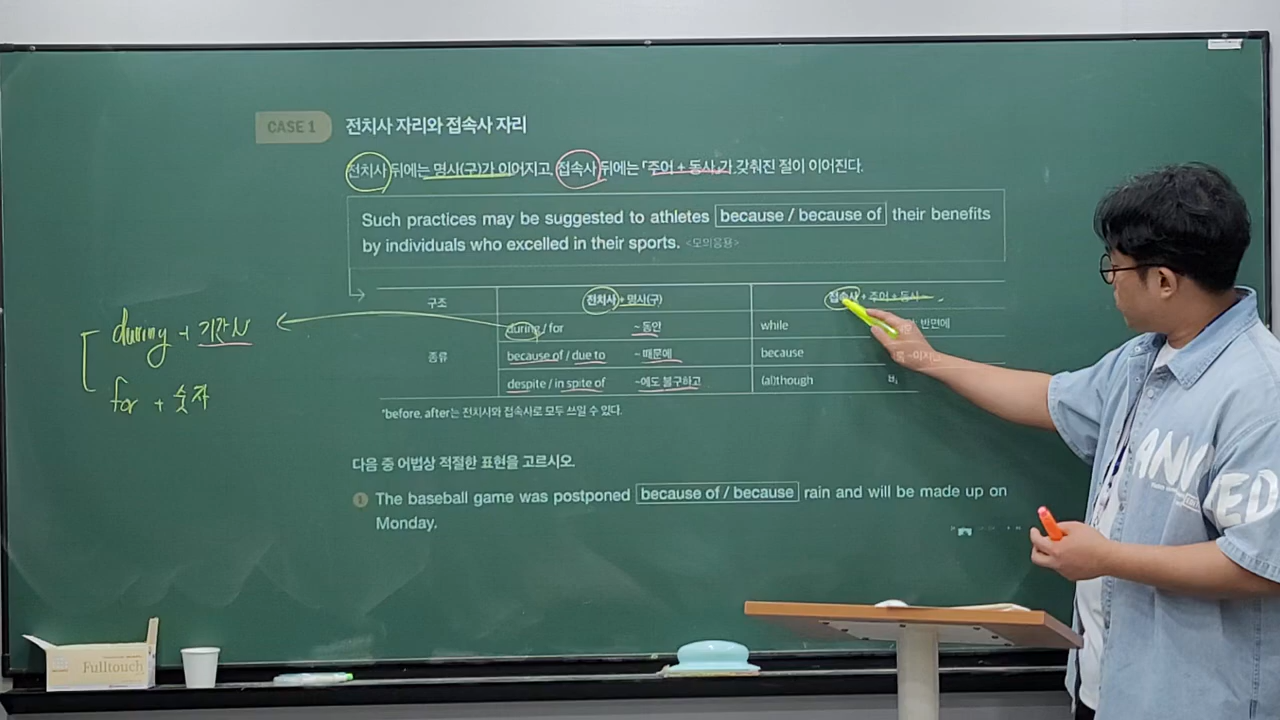 CASE 1 전치사 자리와 접속사 자리
전치사 뒤에는 명사(구)가 이어지고, 접속사 뒤에는 「주어 + 동사」가 갖춰진 절이 이어진다.
Such practices may be suggested to athletes because / because of their benefits
by individuals who excelled in their sports. <모의응용>
구조 전치사 + 명사(구) 접속사 + 주어 + 동사
종류
during / for ~ 동안 while 반면에
because of / due to ~ 때문에 because
despite / in spite of ~에도 불구하고 (al)though
*before, after는 전치사와 접속사로 모두 쓰일 수 있다.
during + 기간명사
for + 숫자
다음 중 어법상 적절한 표현을 고르시오.
1 The baseball game was postponed because of / because rain and will be made up on
Monday.
Fulltouch